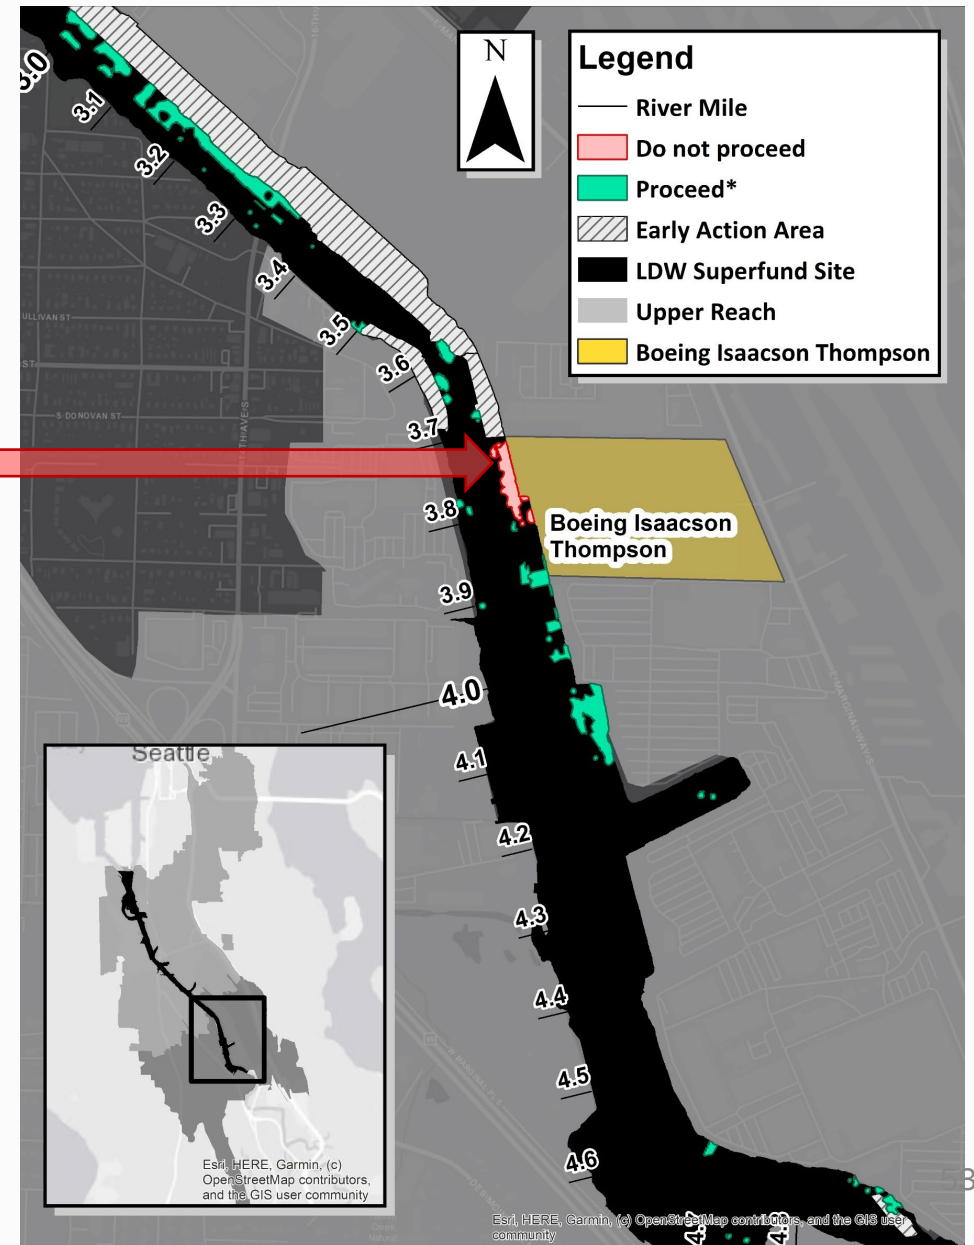 N
Legend
River Mile
Do not proceed
Proceed*
Early Action Area
LDW Superfund Site
Upper Reach
Boeing Isaacson Thompson
3.0
3.1
3.2
3.3
3.4
3.5
3.6
3.7
3.8
3.9
4.0
4.1
4.2
4.3
4.4
4.5
4.6
4.7
4.8
S DONOVAN ST
Boeing Isaacson
Thompson
Seattle
Esri, HERE, Garmin, (c)
OpenStreetMap contributors,
and the GIS user community
Esri, HERE, Garmin, (c) OpenStreetMap contributors, and the GIS user
community